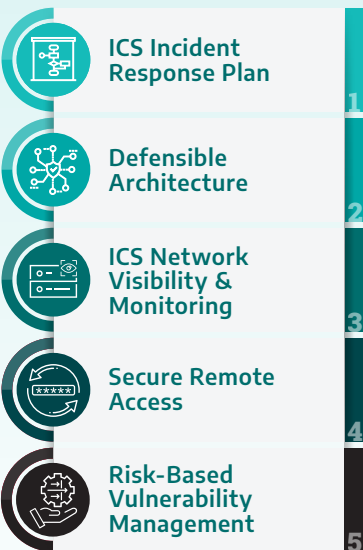 ICS Incident
Response Plan
1
Defensible
Architecture
2
ICS Network
Visibility &
Monitoring
3
*****
Secure Remote
Access
4
Risk-Based
Vulnerability
Management
5